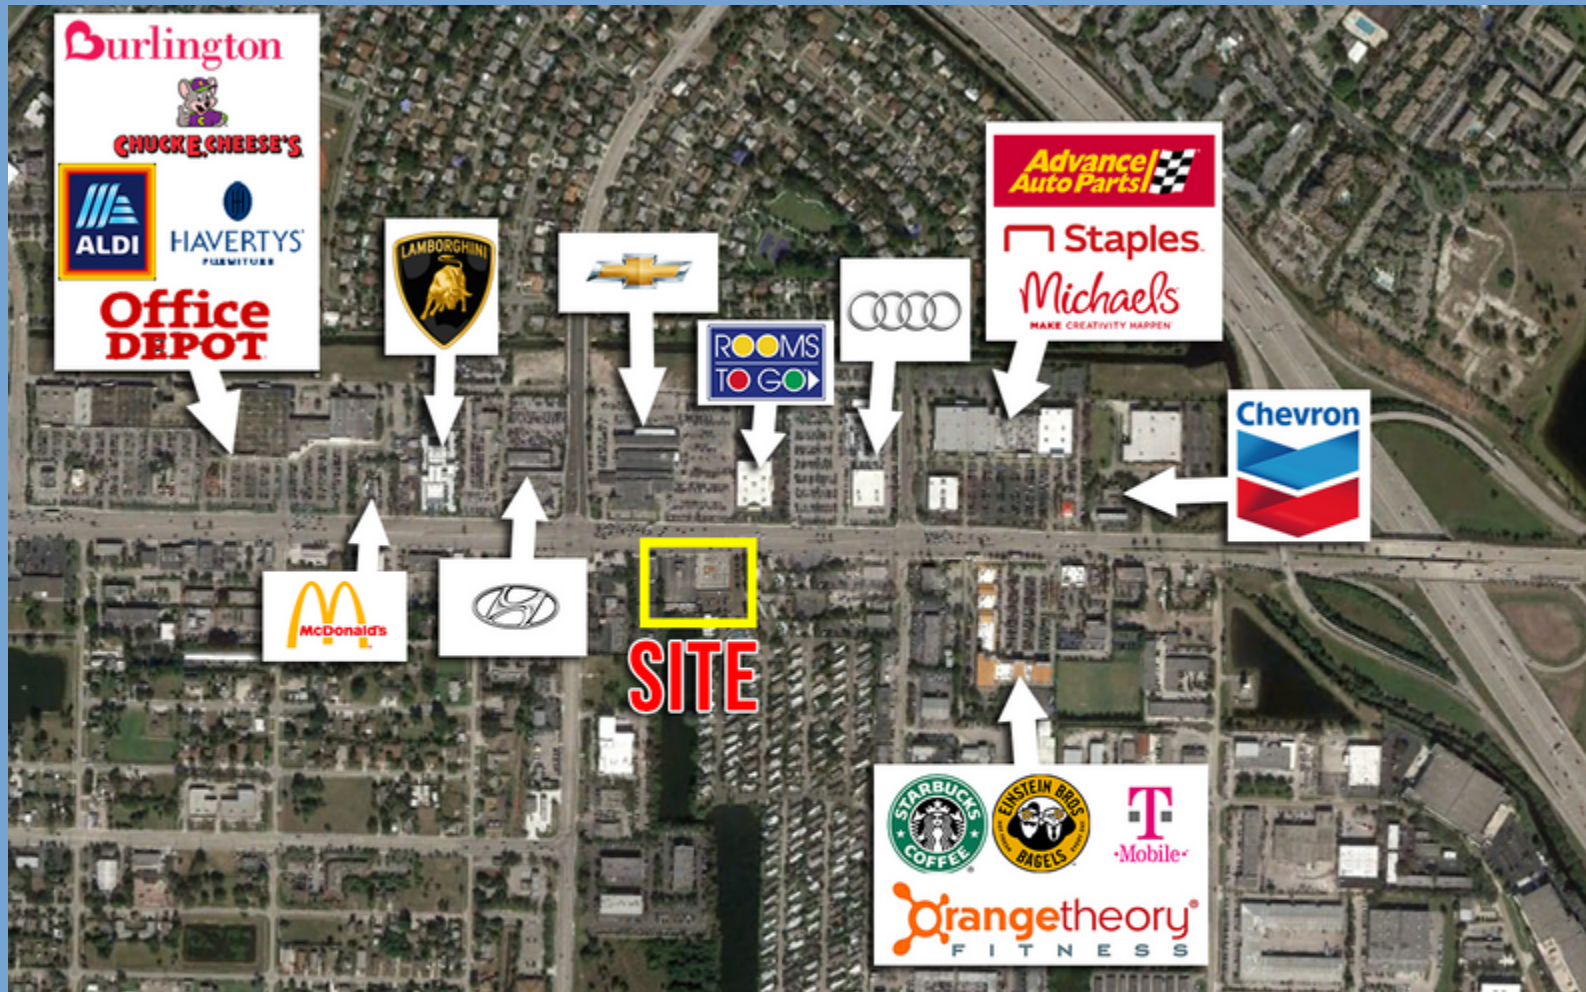 Burlington
CHUCK E. CHEESE'S
ALDI
HAVERTYS
FURNITURE
Office
DEPOT
LAMBORGHINI
ROOMS
TO GO
Advance
Auto Parts
Staples
Michaels
MAKE CREATIVITY HAPPEN
Chevron
McDonald's
SITE
STARBUCKS
COFFEE
EINSTEIN BROS
BAGELS
T
Mobile
Orangetheory®
FITNESS